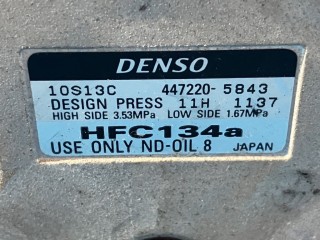 DENSO
10S13C 447220-5843
DESIGN PRESS 11H 1137
HIGH SIDE 3.53MPa LOW SIDE 1.67MPa
HFC134a
USE ONLY ND-OIL 8 JAPAN